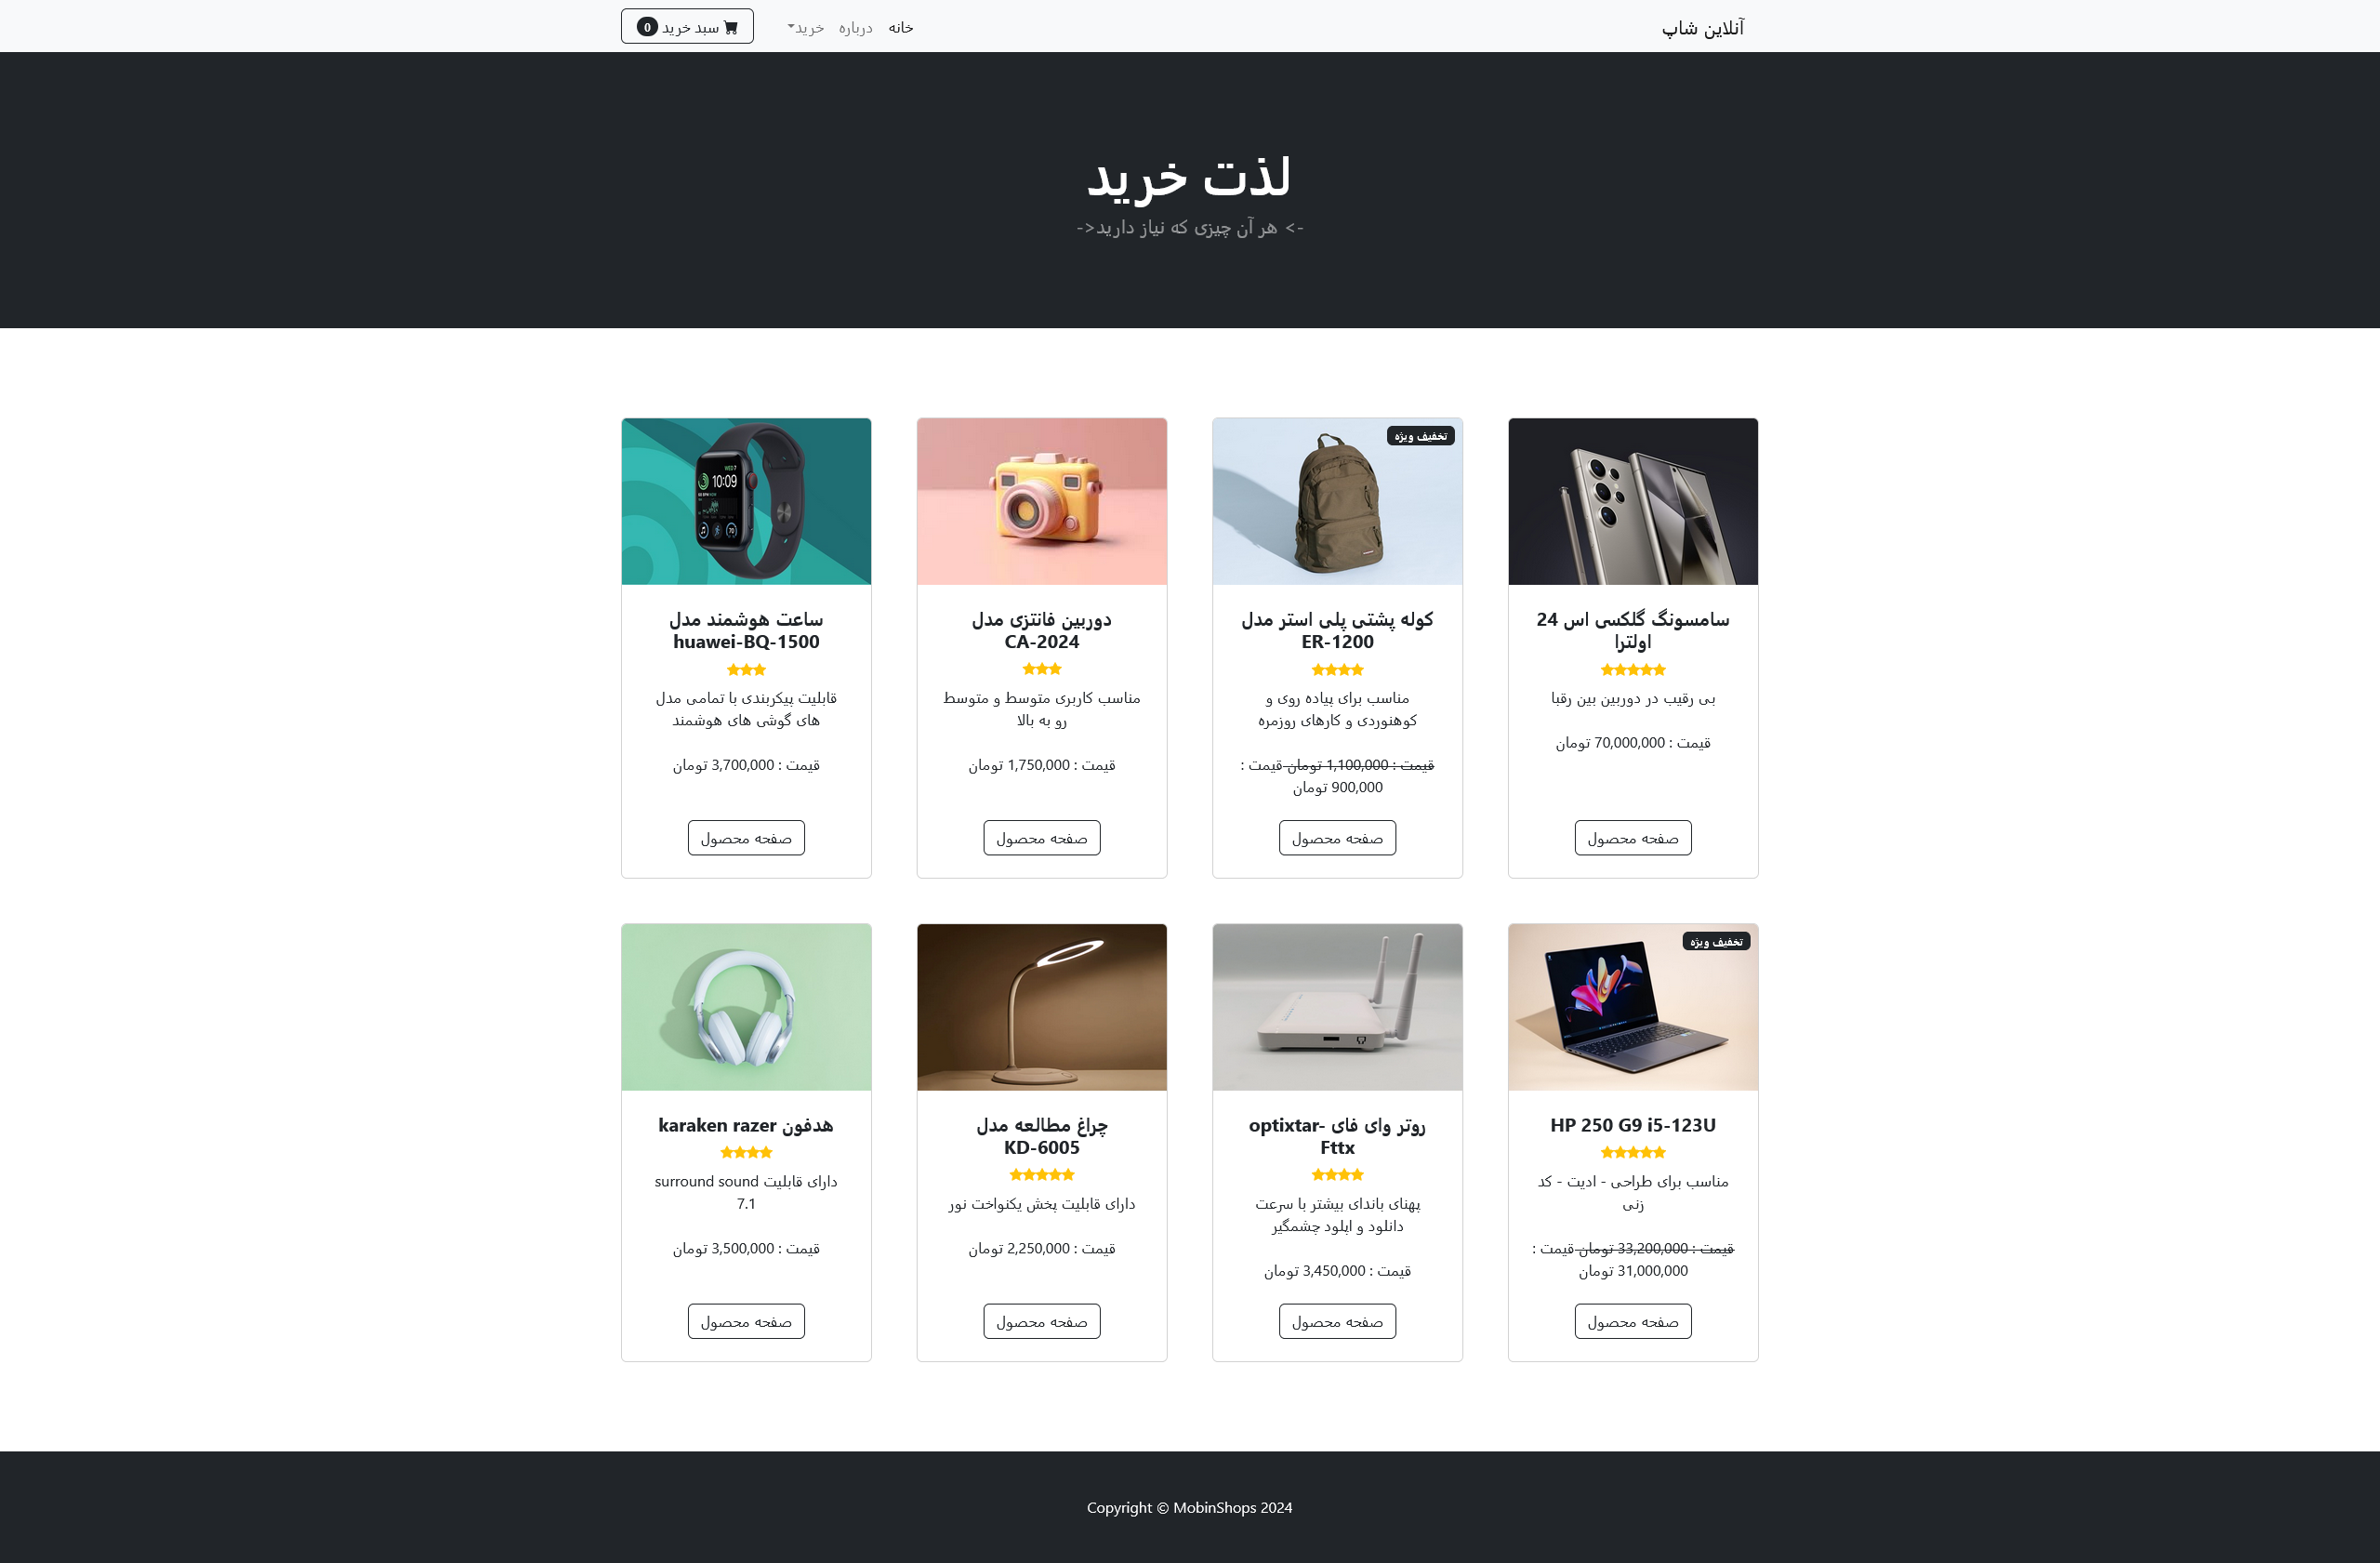 آنلاین شاپ
خانه
درباره
خرید
سبد خرید 0
لذت خرید
-> هر آن چیزی که نیاز دارید<-
تخفیف ویژه
WED 7
10:09
سامسونگ گلکسی اس 24
اولترا
بی رقیب در دوربین بین رقبا
قیمت : 70,000,000 تومان
صفحه محصول
کوله پشتی پلی استر مدل
ER-1200
مناسب برای پیاده روی و
کوهنوردی و کارهای روزمره
قیمت : 1,100,000 تومان قیمت :
900,000 تومان
صفحه محصول
دوربین فانتزی مدل
CA-2024
مناسب کاربری متوسط و متوسط
رو به بالا
قیمت : 1,750,000 تومان
صفحه محصول
ساعت هوشمند مدل
huawei-BQ-1500
قابلیت پیکربندی با تمامی مدل
های گوشی های هوشمند
قیمت : 3,700,000 تومان
صفحه محصول
تخفیف ویژه
HP 250 G9 i5-123U
مناسب برای طراحی - ادیت - کد
زنی
قیمت : 33,200,000 تومان قیمت :
31,000,000 تومان
صفحه محصول
روتر وای فای optixtar-
Fttx
پهنای باندای بیشتر با سرعت
دانلود و اپلود چشمگیر
قیمت : 3,450,000 تومان
صفحه محصول
چراغ مطالعه مدل
KD-6005
دارای قابلیت پخش یکنواخت نور
قیمت : 2,250,000 تومان
صفحه محصول
هدفون karaken razer
دارای قابلیت surround sound
7.1
قیمت : 3,500,000 تومان
صفحه محصول
Copyright © MobinShops 2024